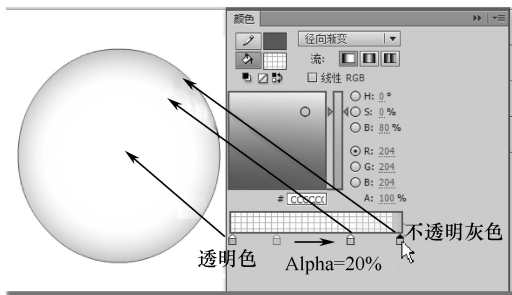 颜色
径向渐变
流:
线性 RGB
H: 0 °
S: 0 %
B: 80 %
R: 204
G: 204
B: 204
A: 100 %
# CCCCC(
不透明灰色
透明色
Alpha=20%